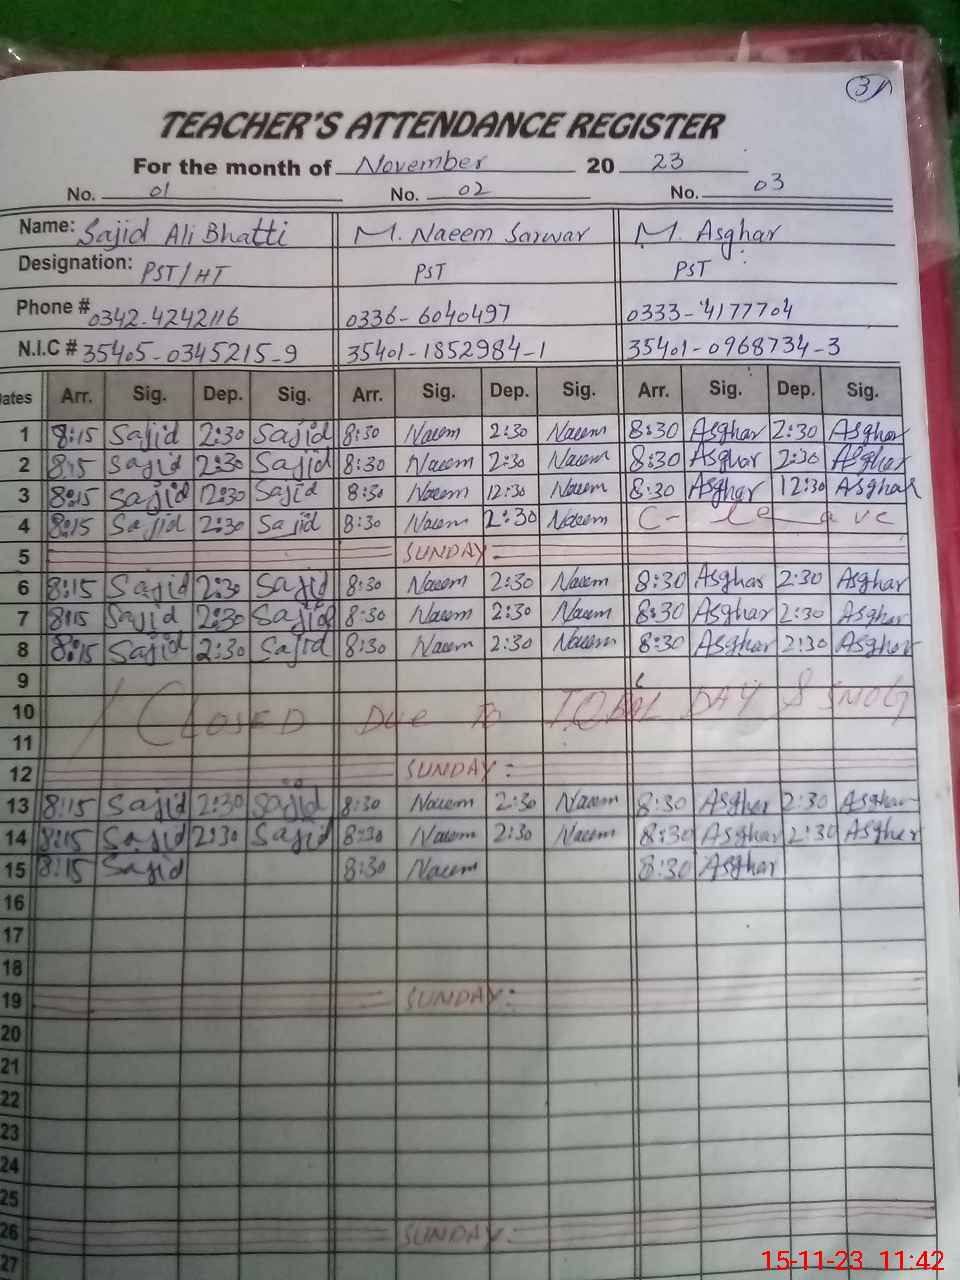 31
TEACHER'S ATTENDANCE REGISTER
For the month of November 20 23
No. 01 No. 02 No. 03
Name: Sajid Ali Bhatti M. Naeem Sarwar M. Asghar
Designation: PST/HT PST PST
Phone # 0342-4242116 0336-6040497 0333-4177704
N.I.C # 35405-0345215-9 35401-1852984-1 35401-0968734-3
ates Arr. Sig. Dep. Sig. Arr. Sig. Dep. Sig. Arr. Sig. Dep. Sig.
1 8:15 Sajid 2:30 Sajid 8:30 Naeem 2:30 Naeem 8:30 Asghar 2:30 Asghar
2 8:15 Sajid 2:30 Sajid 8:30 Naeem 2:30 Naeem 8:30 Asghar 2:30 Asghar
3 8:15 Sajid 12:30 Sajid 8:30 Naeem 12:30 Naeem 8:30 Asghar 12:30 Asghar
4 8:15 Sajid 2:30 Sajid 8:30 Naeem 2:30 Naeem C- leave
5 SUNDAY
6 8:15 Sajid 2:30 Sajid 8:30 Naeem 2:30 Naeem 8:30 Asghar 2:30 Asghar
7 8:15 Sajid 2:30 Sajid 8:30 Naeem 2:30 Naeem 8:30 Asghar 2:30 Asghar
8 8:15 Sajid 2:30 Sajid 8:30 Naeem 2:30 Naeem 8:30 Asghar 2:30 Asghar
9
10 CLOSED DUE TO IQBAL DAY & SMOG
11
12 SUNDAY:
13 8:15 Sajid 2:30 Sajid 8:30 Naeem 2:30 Naeem 8:30 Asghar 2:30 Asghar
14 8:15 Sajid 2:30 Sajid 8:30 Naeem 2:30 Naeem 8:30 Asghar 2:30 Asghar
15 8:15 Sajid 8:30 Naeem 8:30 Asghar
16
17
18
19 SUNDAY:
20
21
22
23
24
25
26 SUNDAY:
27
15-11-23 11:42